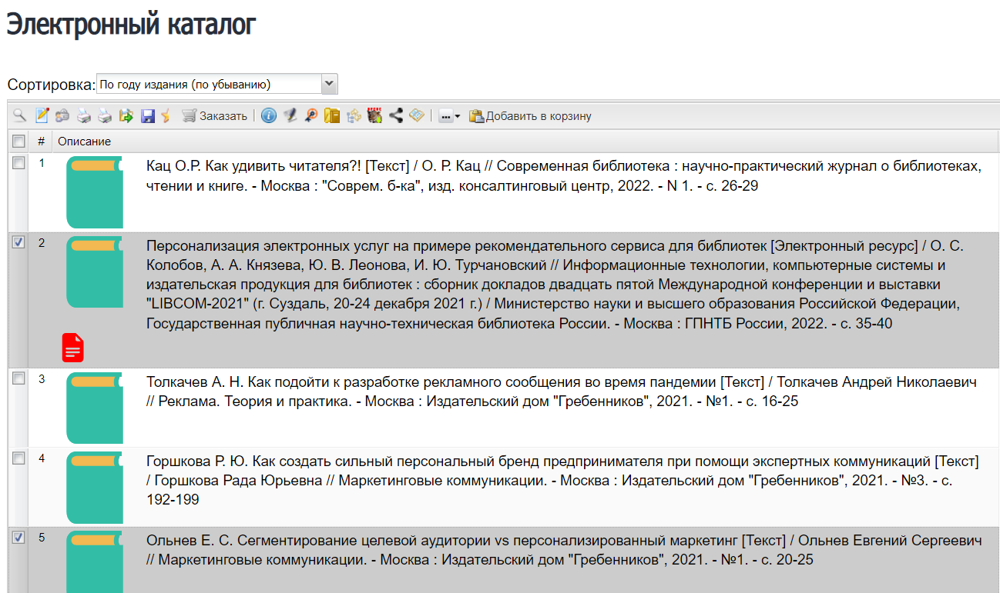 Электронный каталог
Сортировка: По году издания (по убыванию)
Заказать ... Добавить в корзину
# Описание
1 Кац О.Р. Как удивить читателя?! [Текст] / О. Р. Кац // Современная библиотека : научно-практический журнал о библиотеках,
чтении и книге. - Москва : "Соврем. б-ка", изд. консалтинговый центр, 2022. - N 1. - с. 26-29
2 Персонализация электронных услуг на примере рекомендательного сервиса для библиотек [Электронный ресурс] / О. С.
Колобов, А. А. Князева, Ю. В. Леонова, И. Ю. Турчановский // Информационные технологии, компьютерные системы и
издательская продукция для библиотек : сборник докладов двадцать пятой Международной конференции и выставки
"LIBCOM-2021" (г. Суздаль, 20-24 декабря 2021 г.) / Министерство науки и высшего образования Российской Федерации,
Государственная публичная научно-техническая библиотека России. - Москва : ГПНТБ России, 2022. - с. 35-40
3 Толкачев А. Н. Как подойти к разработке рекламного сообщения во время пандемии [Текст] / Толкачев Андрей Николаевич
// Реклама. Теория и практика. - Москва : Издательский дом "Гребенников", 2021. - №1. - с. 16-25
4 Горшкова Р. Ю. Как создать сильный персональный бренд предпринимателя при помощи экспертных коммуникаций [Текст]
/ Горшкова Рада Юрьевна // Маркетинговые коммуникации. - Москва : Издательский дом "Гребенников", 2021. - №3. - с.
192-199
5 Ольнев Е. С. Сегментирование целевой аудитории vs персонализированный маркетинг [Текст] / Ольнев Евгений Сергеевич
// Маркетинговые коммуникации. - Москва : Издательский дом "Гребенников", 2021. - №1. - с. 20-25